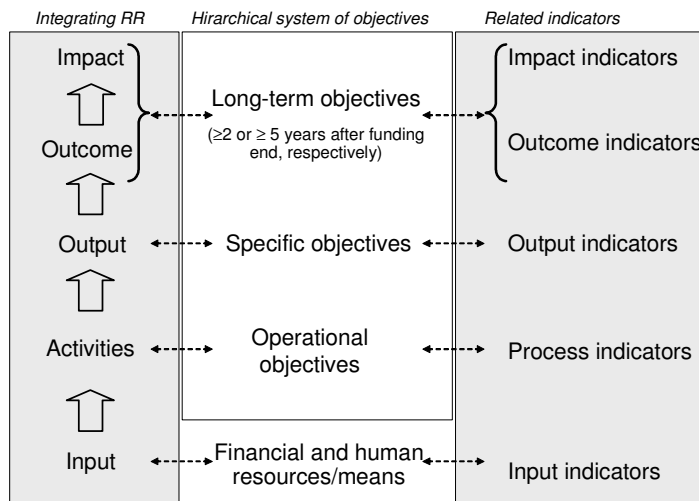 Integrating RR
Hirarchical system of objectives
Related indicators
Impact
Long-term objectives
Impact indicators
(≥2 or ≥ 5 years after funding
end, respectively)
Outcome
Outcome indicators
Output
Specific objectives
Output indicators
Activities
Operational
objectives
Process indicators
Input
Financial and human
resources/means
Input indicators